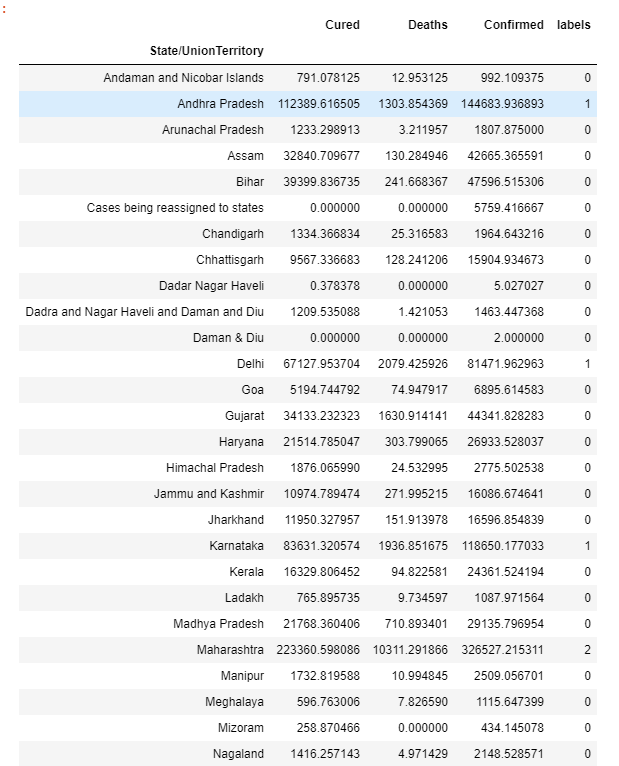 :
Cured Deaths Confirmed labels
State/UnionTerritory
Andaman and Nicobar Islands 791.078125 12.953125 992.109375 0
Andhra Pradesh 112389.616505 1303.854369 144683.936893 1
Arunachal Pradesh 1233.298913 3.211957 1807.875000 0
Assam 32840.709677 130.284946 42665.365591 0
Bihar 39399.836735 241.668367 47596.515306 0
Cases being reassigned to states 0.000000 0.000000 5759.416667 0
Chandigarh 1334.366834 25.316583 1964.643216 0
Chhattisgarh 9567.336683 128.241206 15904.934673 0
Dadar Nagar Haveli 0.378378 0.000000 5.027027 0
Dadra and Nagar Haveli and Daman and Diu 1209.535088 1.421053 1463.447368 0
Daman & Diu 0.000000 0.000000 2.000000 0
Delhi 67127.953704 2079.425926 81471.962963 1
Goa 5194.744792 74.947917 6895.614583 0
Gujarat 34133.232323 1630.914141 44341.828283 0
Haryana 21514.785047 303.799065 26933.528037 0
Himachal Pradesh 1876.065990 24.532995 2775.502538 0
Jammu and Kashmir 10974.789474 271.995215 16086.674641 0
Jharkhand 11950.327957 151.913978 16596.854839 0
Karnataka 83631.320574 1936.851675 118650.177033 1
Kerala 16329.806452 94.822581 24361.524194 0
Ladakh 765.895735 9.734597 1087.971564 0
Madhya Pradesh 21768.360406 710.893401 29135.796954 0
Maharashtra 223360.598086 10311.291866 326527.215311 2
Manipur 1732.819588 10.994845 2509.056701 0
Meghalaya 596.763006 7.826590 1115.647399 0
Mizoram 258.870466 0.000000 434.145078 0
Nagaland 1416.257143 4.971429 2148.528571 0